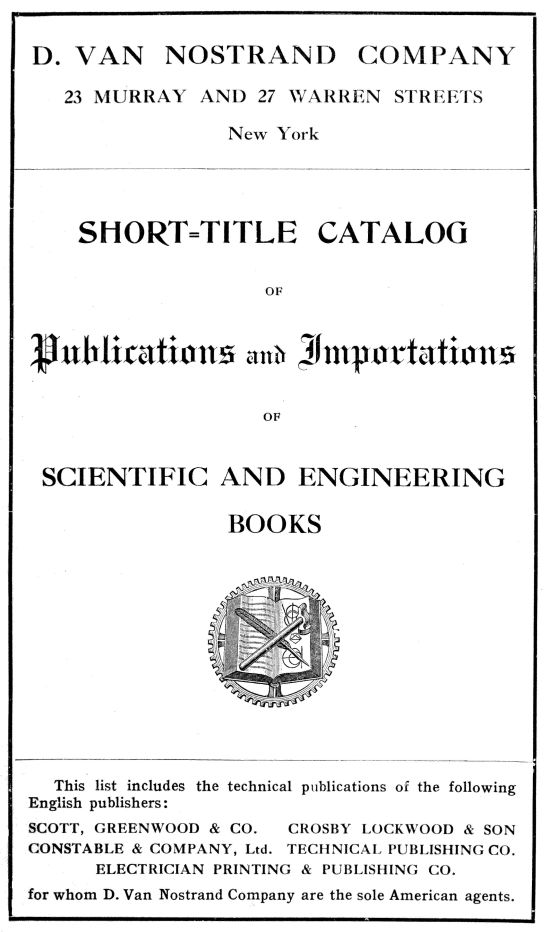 D. VAN NOSTRAND COMPANY
23 MURRAY AND 27 WARREN STREETS
New York
SHORT=TITLE CATALOG
OF
Publications and Importations
OF
SCIENTIFIC AND ENGINEERING
BOOKS
This list includes the technical publications of the following
English publishers:
SCOTT, GREENWOOD & CO. CROSBY LOCKWOOD & SON
CONSTABLE & COMPANY, Ltd. TECHNICAL PUBLISHING CO.
ELECTRICIAN PRINTING & PUBLISHING CO.
for whom D. Van Nostrand Company are the sole American agents.